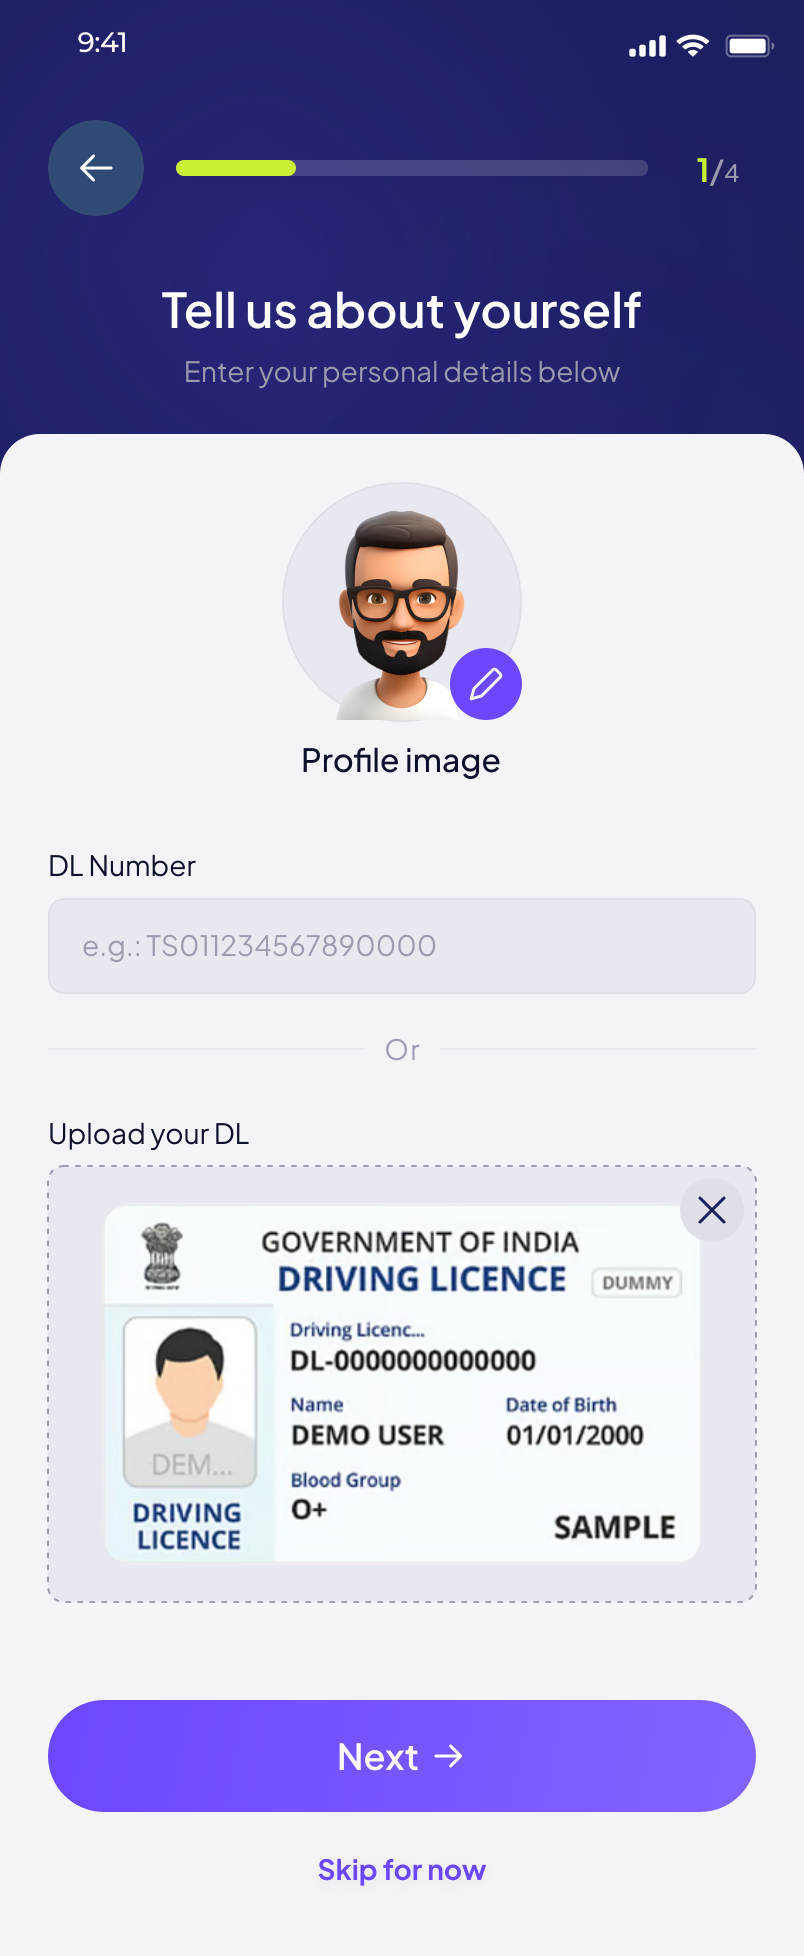 9:41
1/4
Tell us about yourself
Enter your personal details below
Profile image
DL Number
e.g.: TS011234567890000
Or
Upload your DL
GOVERNMENT OF INDIA
DRIVING LICENCE
DUMMY
Driving Licenc...
DL-0000000000000
Name
Date of Birth
DEMO USER
01/01/2000
DEM...
Blood Group
O+
DRIVING
LICENCE
SAMPLE
Next
Skip for now